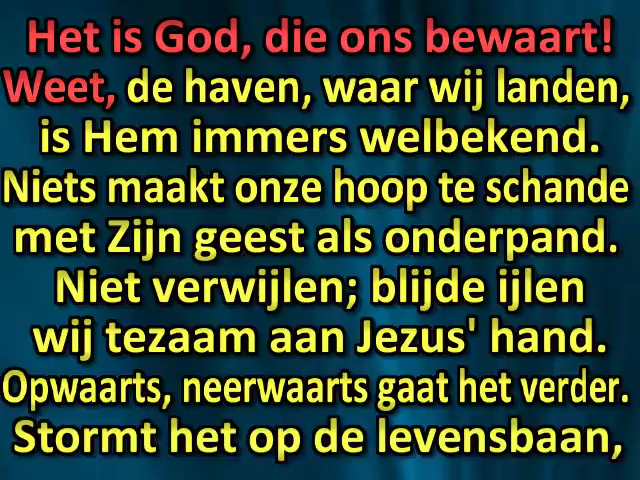 Het is God, die ons bewaart!
Weet, de haven, waar wij landen,
is Hem immers welbekend.
Niets maakt onze hoop te schande
met Zijn geest als onderpand.
Niet verwijlen; blijde ijlen
wij tezaam aan Jezus' hand.
Opwaarts, neerwaarts gaat het verder.
Stormt het op de levensbaan,